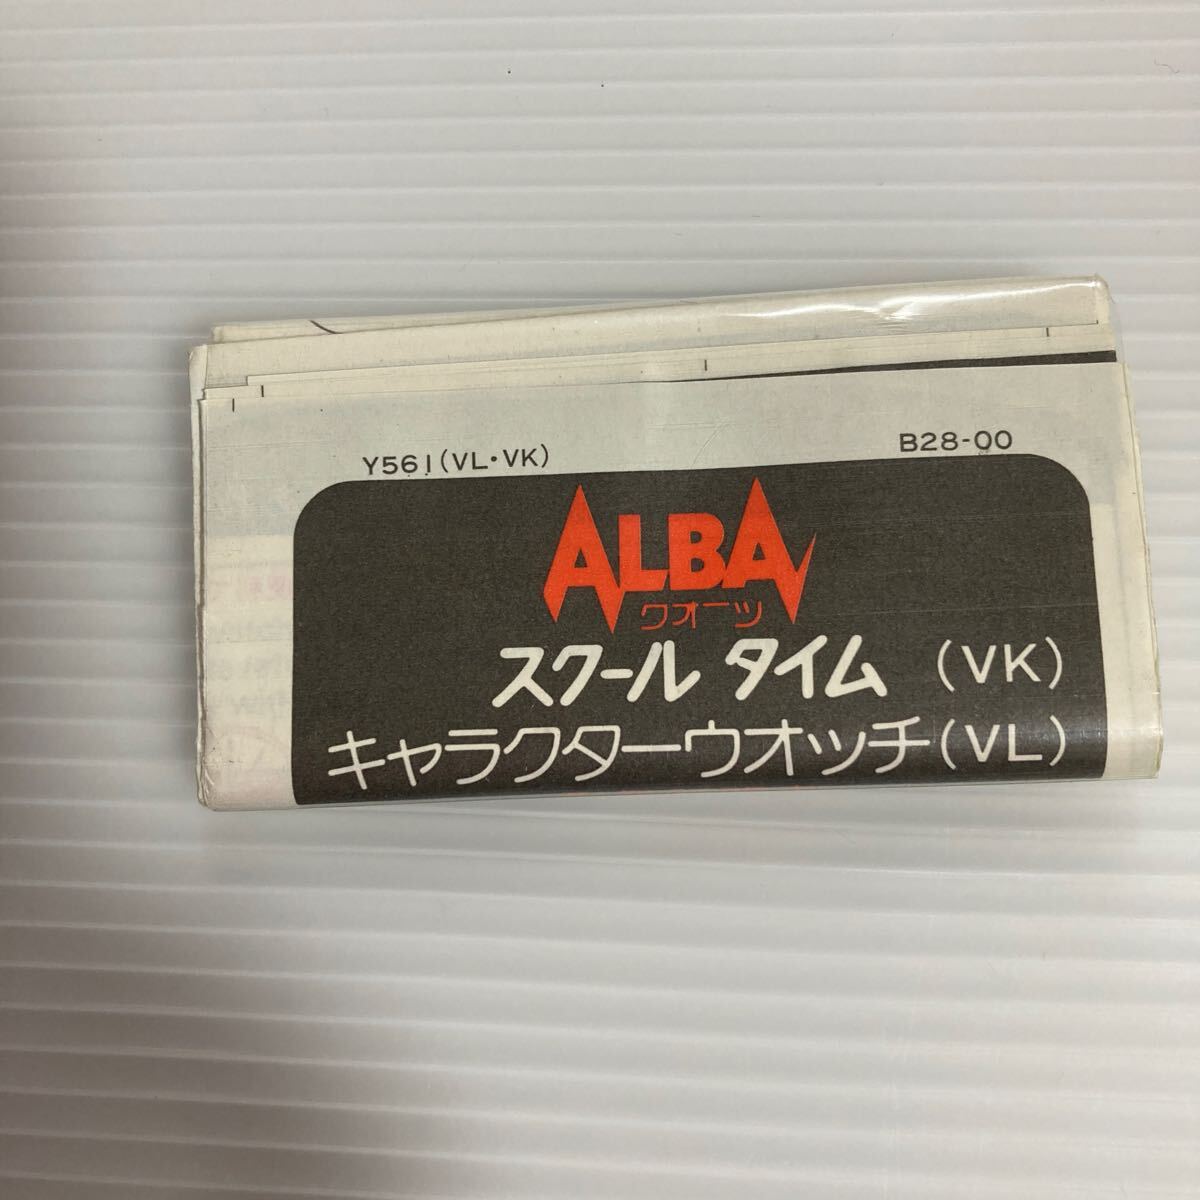 Y561(VL・VK)
B28-00
ALBA
クオーツ
スクール タイム (VK)
キャラクターウオッチ(VL)